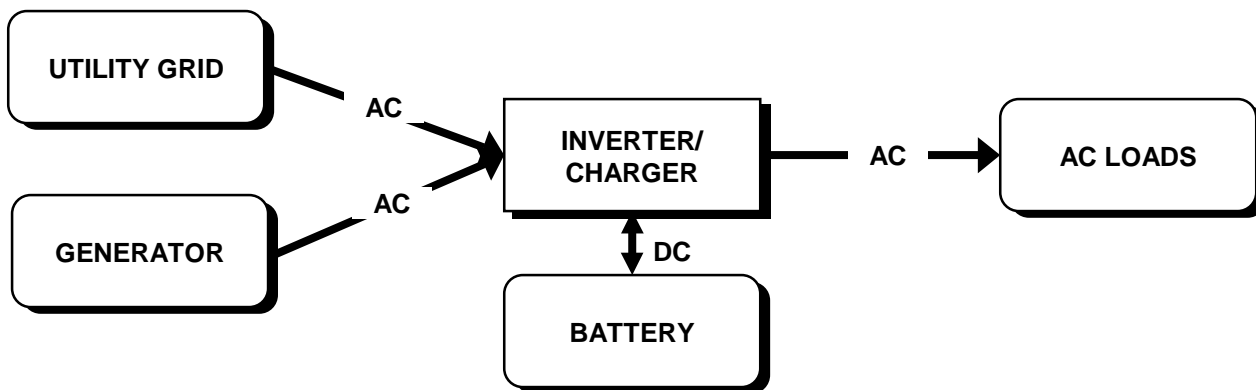 UTILITY GRID
AC
INVERTER/
CHARGER
AC
AC LOADS
GENERATOR
AC
DC
BATTERY